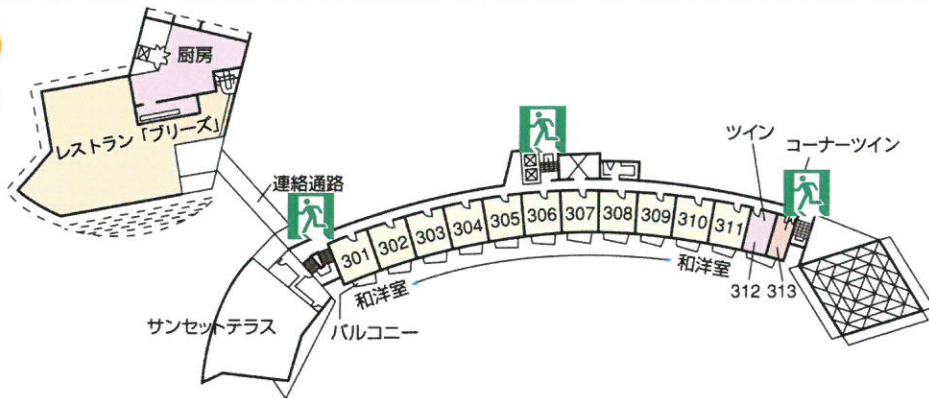 厨房
レストラン「ブリーズ」
連絡通路
ツイン
コーナーツイン
301
302
303
304
305
306
307
308
309
310
311
312
313
和洋室
和洋室
サンセットテラス
バルコニー